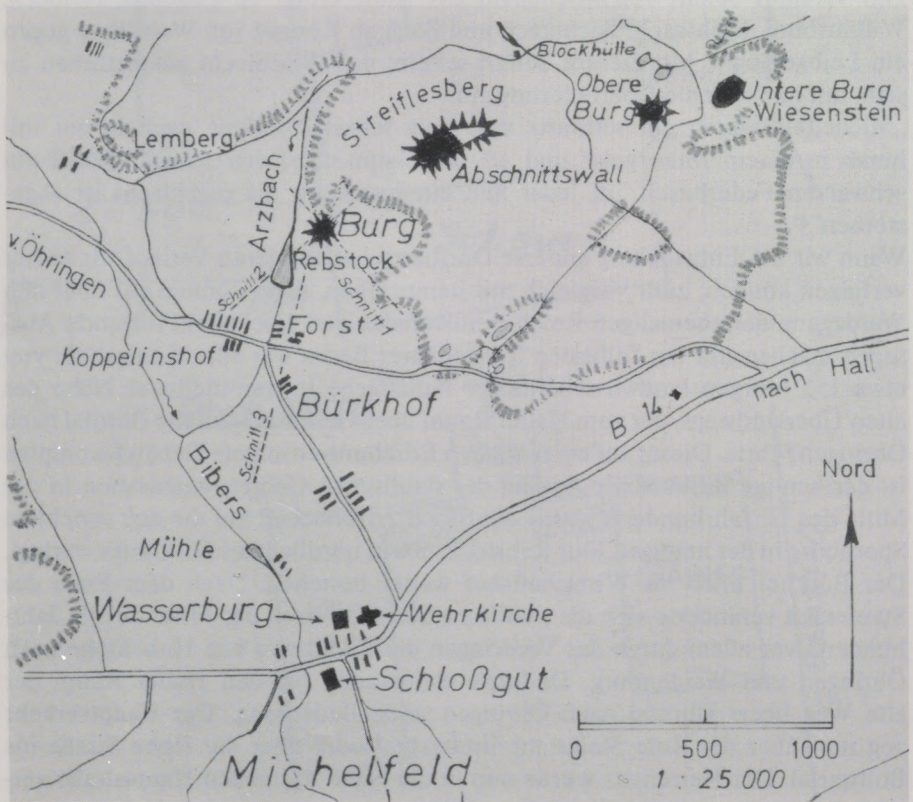 Blockhütte
Obere
Burg
Untere Burg
Wiesenstein
Streiflesberg
Abschnittswall
Lemberg
Arzbach
Burg
Rebstock
v. Öhringen
Schnitt 2
Schnitt 1
Forst
Koppelinshof
Bürkhof
Schnitt 3
Bibers
B 14
nach Hall
Nord
Mühle
Wasserburg
Wehrkirche
Schloßgut
Michelfeld
0 500 1000
25 000